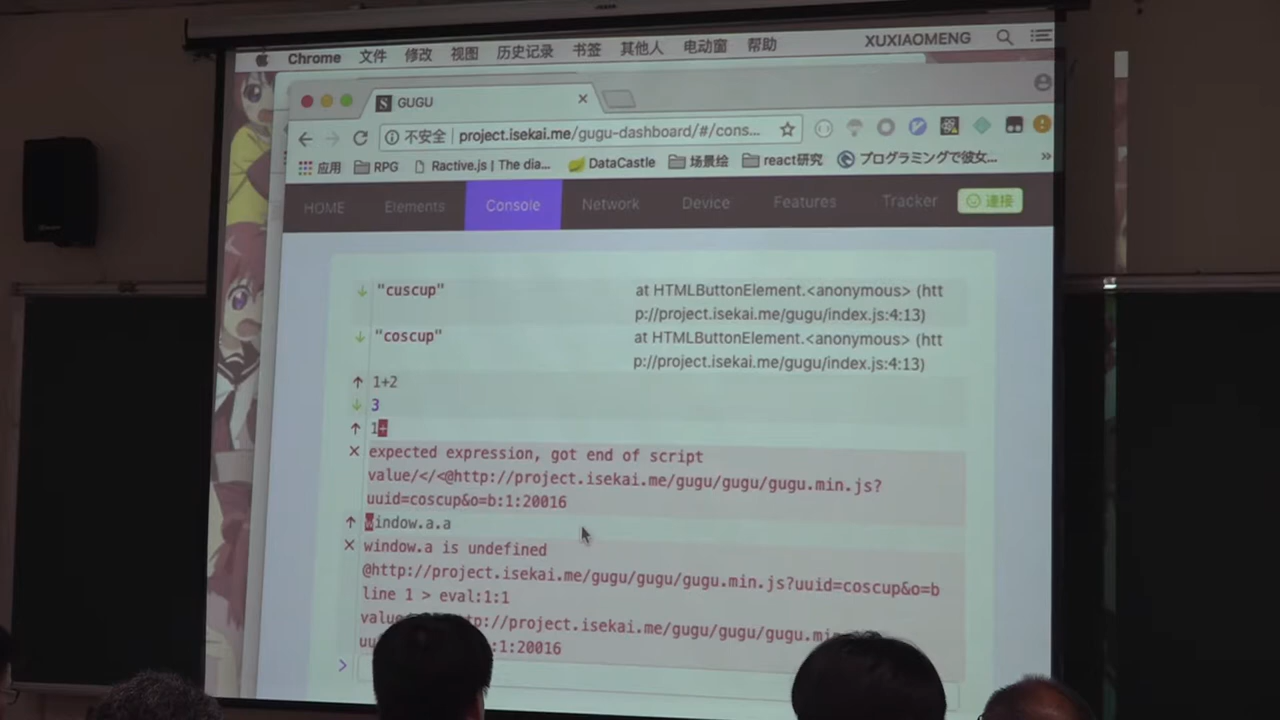 Chrome 文件 修改 视图 历史记录 书签 其他人 电动窗 帮助 XUXIAOMENG
GUGU
不安全 project.isekai.me/gugu-dashboard/#/cons...
应用 RPG Ractive.js | The dia... DataCastle 场景绘 react研究 プログラミングで彼女... »
HOME Elements Console Network Device Features Tracker 連接
"cuscup" at HTMLButtonElement.<anonymous> (htt
p://project.isekai.me/gugu/index.js:4:13)
"coscup" at HTMLButtonElement.<anonymous> (htt
p://project.isekai.me/gugu/index.js:4:13)
↑ 1+2
↓ 3
↑ 1+
× expected expression, got end of script
value/</<@http://project.isekai.me/gugu/gugu/gugu.min.js?
uuid=coscup&o=b:1:20016
↑ window.a.a
× window.a is undefined
@http://project.isekai.me/gugu/gugu/gugu.min.js?uuid=coscup&o=b
line 1 > eval:1:1
://project.isekai.me/gugu/gugu/gugu.
:1:20016
>